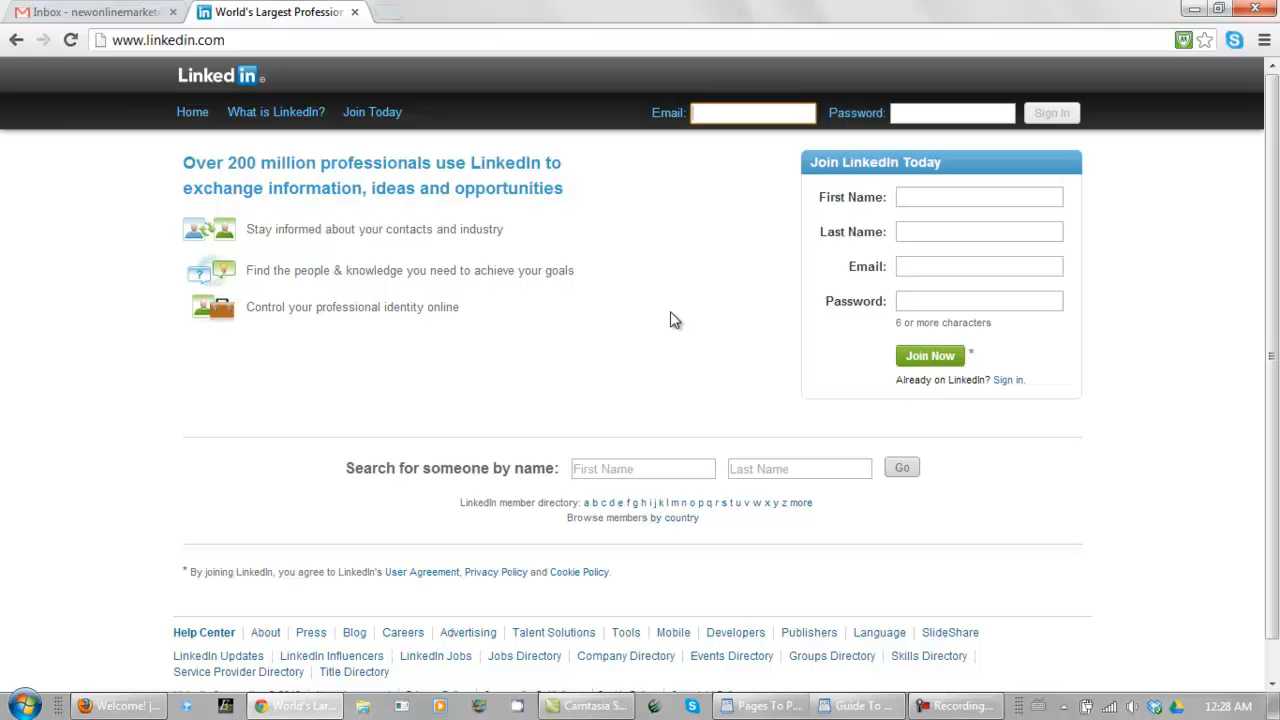 Inbox - newonlinemarket
World's Largest Professio
www.linkedin.com
Linked in
Home What is LinkedIn? Join Today Email: Password: Sign In
Over 200 million professionals use LinkedIn to
exchange information, ideas and opportunities
Stay informed about your contacts and industry
Find the people & knowledge you need to achieve your goals
Control your professional identity online
Join LinkedIn Today
First Name:
Last Name:
Email:
Password:
6 or more characters
Join Now *
Already on LinkedIn? Sign in.
Search for someone by name: First Name Last Name Go
LinkedIn member directory: a b c d e f g h i j k l m n o p q r s t u v w x y z more
Browse members by country
* By joining LinkedIn, you agree to LinkedIn's User Agreement, Privacy Policy and Cookie Policy.
Help Center About Press Blog Careers Advertising Talent Solutions Tools Mobile Developers Publishers Language SlideShare
LinkedIn Updates LinkedIn Influencers LinkedIn Jobs Jobs Directory Company Directory Events Directory Groups Directory Skills Directory
Service Provider Directory Title Directory
Welcome! |... World's Lar... Camtasia S... Pages To P... Guide To ... Recording... 12:28 AM